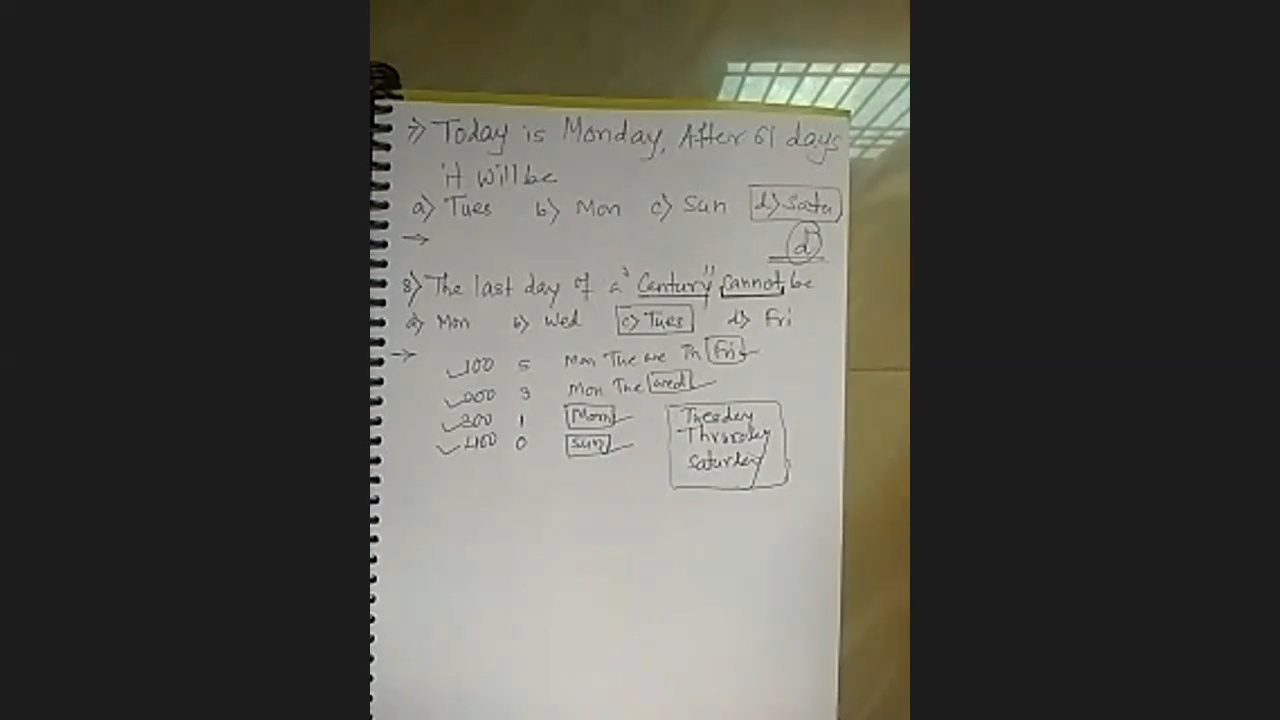 7) Today is Monday, After 61 days
it will be
a) Tues b) Mon c) Sun d) Satu
→ d
8) The last day of a "Century" cannot be
a) Mon b) Wed c) Tues d) Fri
→ 100 5 Mon Tue we Th Fri
200 3 Mon Tue wed
300 1 Mon
400 0 Sun
Tuesday
Thursday
Saturday